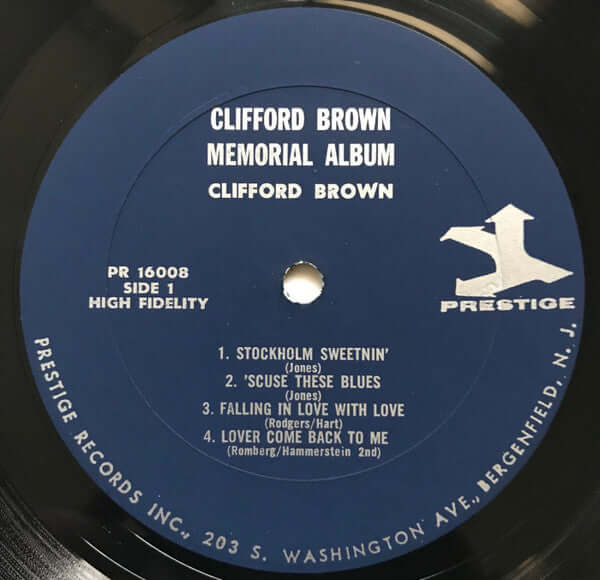 CLIFFORD BROWN
MEMORIAL ALBUM
CLIFFORD BROWN
PR 16008
SIDE 1
HIGH FIDELITY
PRESTIGE
1. STOCKHOLM SWEETNIN'
(Jones)
2. 'SCUSE THESE BLUES
(Jones)
3. FALLING IN LOVE WITH LOVE
(Rodgers/Hart)
4. LOVER COME BACK TO ME
(Romberg/Hammerstein 2nd)
PRESTIGE RECORDS INC., 203 S. WASHINGTON AVE., BERGENFIELD, N. J.